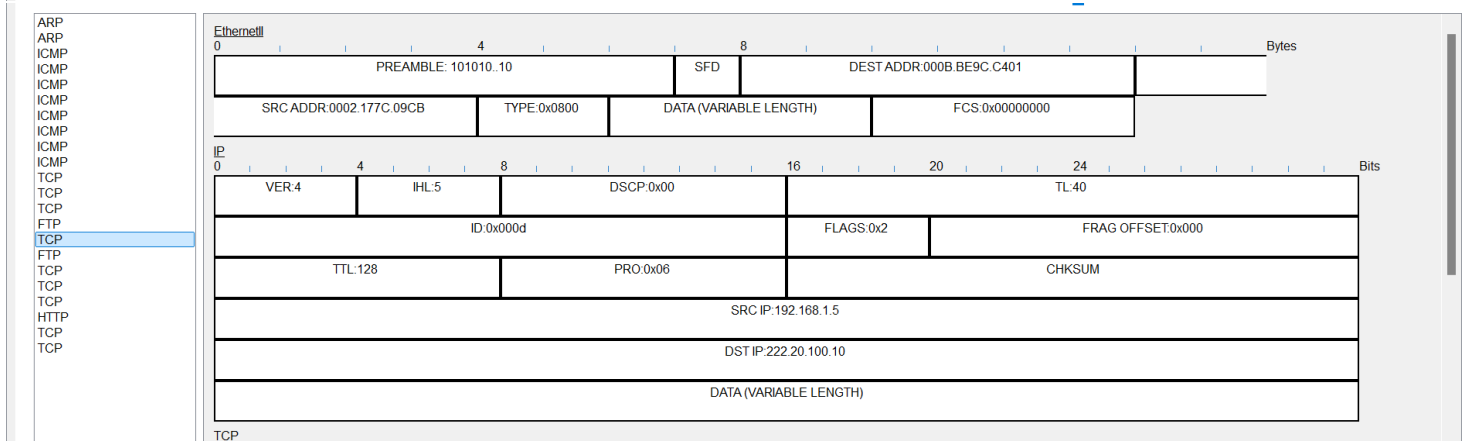 ARP
ARP
ICMP
ICMP
ICMP
ICMP
ICMP
ICMP
ICMP
ICMP
TCP
TCP
TCP
FTP
TCP
FTP
TCP
TCP
TCP
HTTP
TCP
TCP
EthernetII
0 4 8 Bytes
PREAMBLE: 101010..10 SFD DEST ADDR:000B.BE9C.C401
SRC ADDR:0002.177C.09CB TYPE:0x0800 DATA (VARIABLE LENGTH) FCS:0x00000000
IP
0 4 8 16 20 24 Bits
VER:4 IHL:5 DSCP:0x00 TL:40
ID:0x000d FLAGS:0x2 FRAG OFFSET:0x000
TTL:128 PRO:0x06 CHKSUM
SRC IP:192.168.1.5
DST IP:222.20.100.10
DATA (VARIABLE LENGTH)
TCP